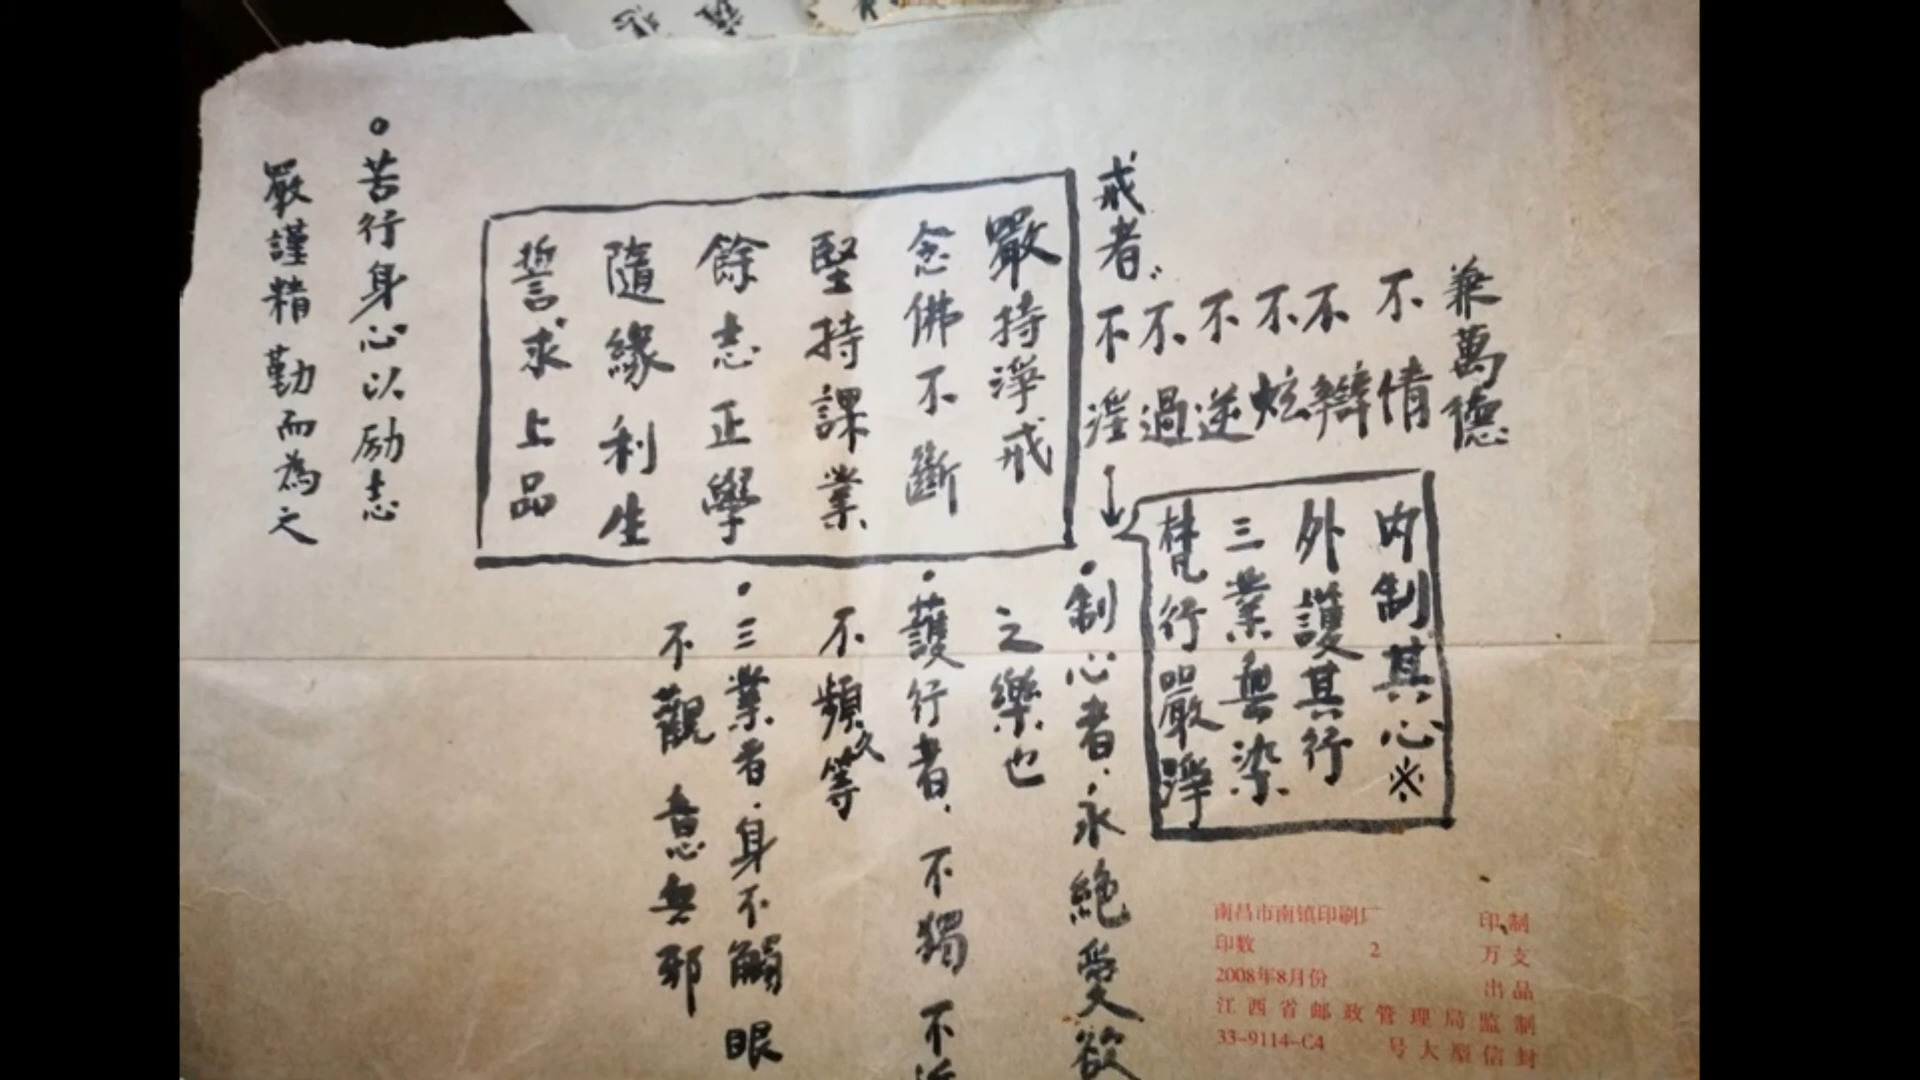 兼萬德
不情
不辯
不炫
不逆
不過
戒者：不淫↓
內制其心※
外護其行
三業無染
梵行嚴淨
嚴持淨戒
念佛不斷
堅持課業
餘志正學
隨緣利生
誓求上品
•制心者，永絕愛欲
之樂也
•護行者，不獨 不
不頻久等
•三業者，身不觸 眼
不觀 意無邪
•苦行身心以励志
嚴謹精勤而為之
南昌市南镇印刷厂 印制
印数 2 万支
2008年8月份 出品
江西省邮政管理局监制
33-9114-C4 号大型信封